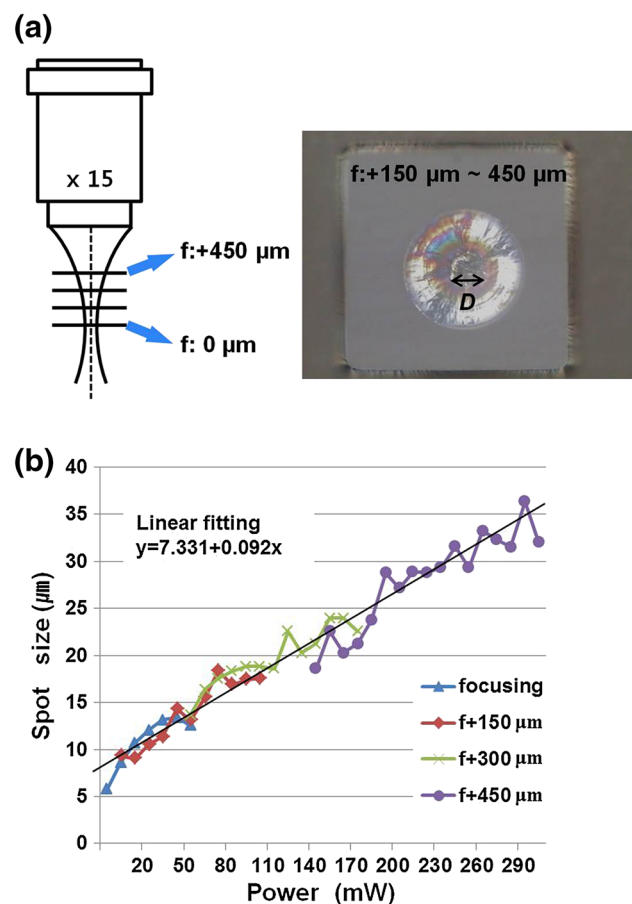 (a)
x 15
f:+450 μm
f: 0 μm
f:+150 μm ~ 450 μm
D
(b)
40
35
30
25
20
15
10
5
0
Spot size(㎛)
Linear fitting
y=7.331+0.092x
focusing
f+150 μm
f+300 μm
f+450 μm
20 50 80 110 140 170 200 230 260 290
Power (mW)